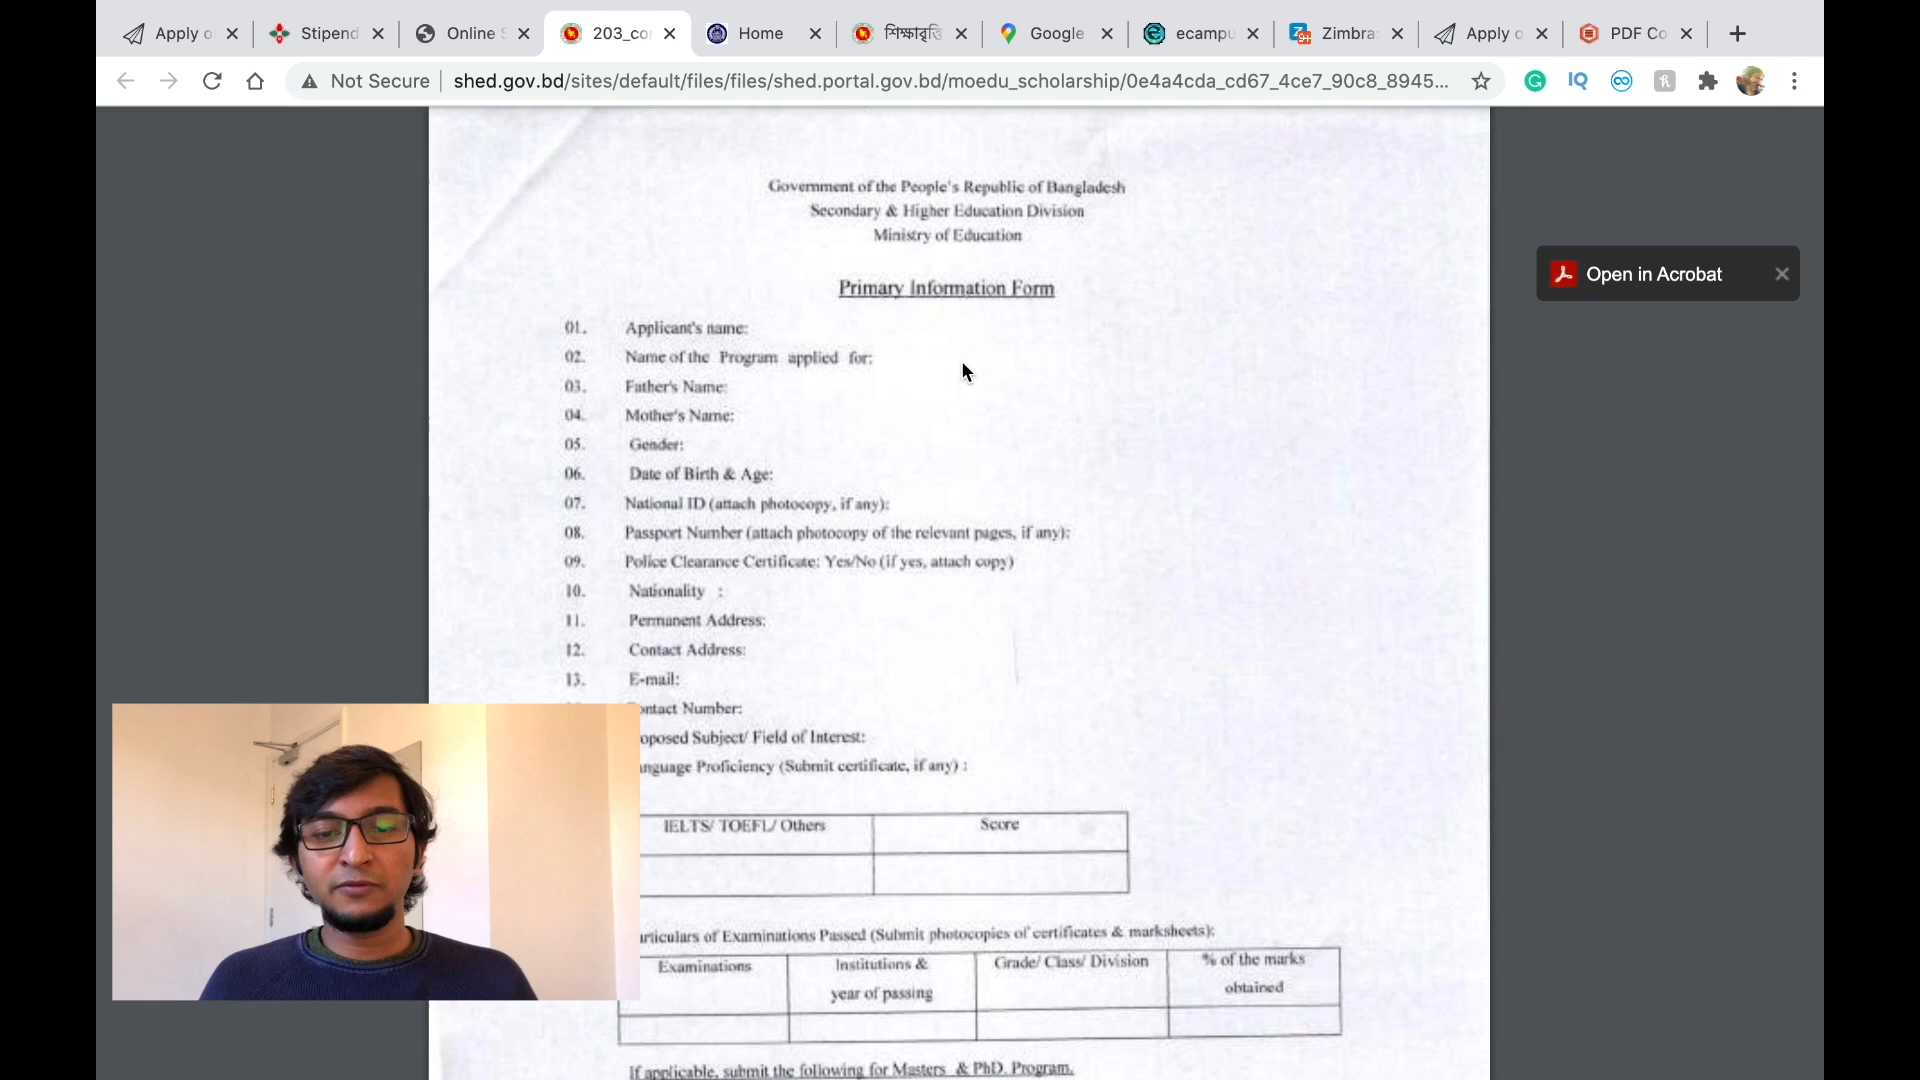 Apply o
Stipend
Online S
203_co
Home
শিক্ষাবৃত্তি
Google
ecampu
Zimbra:
Apply o
PDF Co
Not Secure
shed.gov.bd/sites/default/files/files/shed.portal.gov.bd/moedu_scholarship/0e4a4cda_cd67_4ce7_90c8_8945...
IQ
Open in Acrobat
Government of the People's Republic of Bangladesh
Secondary & Higher Education Division
Ministry of Education
Primary Information Form
01. Applicant's name:
02. Name of the Program applied for:
03. Father's Name:
04. Mother's Name:
05. Gender:
06. Date of Birth & Age:
07. National ID (attach photocopy, if any):
08. Passport Number (attach photocopy of the relevant pages, if any):
09. Police Clearance Certificate: Yes/No (if yes, attach copy)
10. Nationality :
11. Permanent Address:
12. Contact Address:
13. E-mail:
ontact Number:
oposed Subject/ Field of Interest:
nguage Proficiency (Submit certificate, if any) :
IELTS/ TOEFL/ Others
Score
rticulars of Examinations Passed (Submit photocopies of certificates & marksheets):
Examinations
Institutions &
year of passing
Grade/ Class/ Division
% of the marks
obtained
If applicable, submit the following for Masters & PhD. Program.